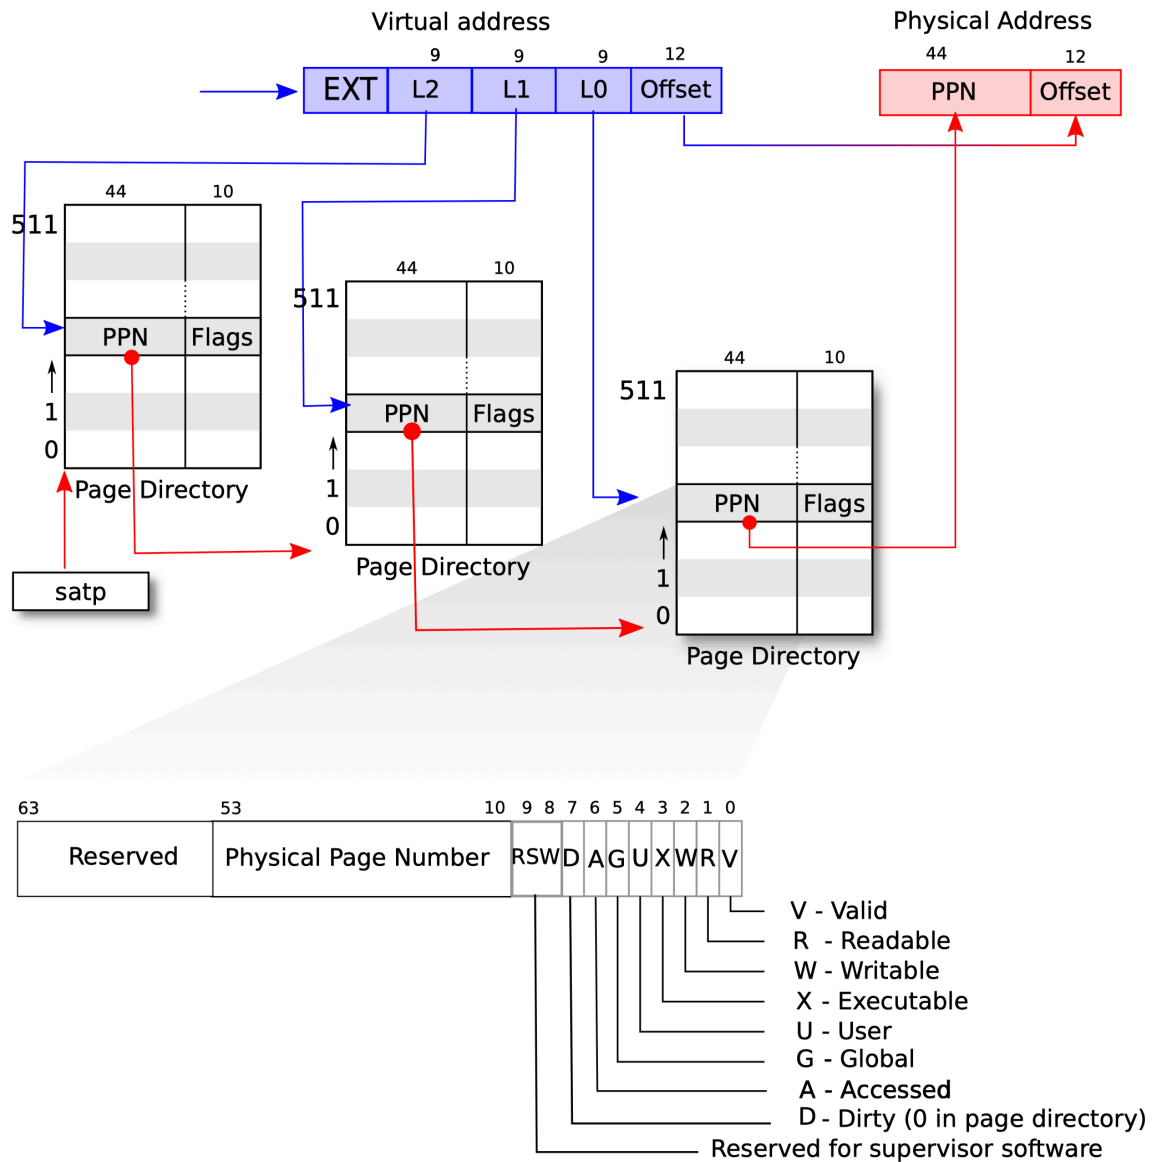 Virtual address
Physical Address
9 9 9 12
44 12
EXT L2 L1 L0 Offset
PPN Offset
44 10
511
PPN Flags
1
0
Page Directory
satp
44 10
511
PPN Flags
1
0
Page Directory
44 10
511
PPN Flags
1
0
Page Directory
63 53 10 9 8 7 6 5 4 3 2 1 0
Reserved Physical Page Number RSW D A G U X W R V
V - Valid
R - Readable
W - Writable
X - Executable
U - User
G - Global
A - Accessed
D - Dirty (0 in page directory)
Reserved for supervisor software